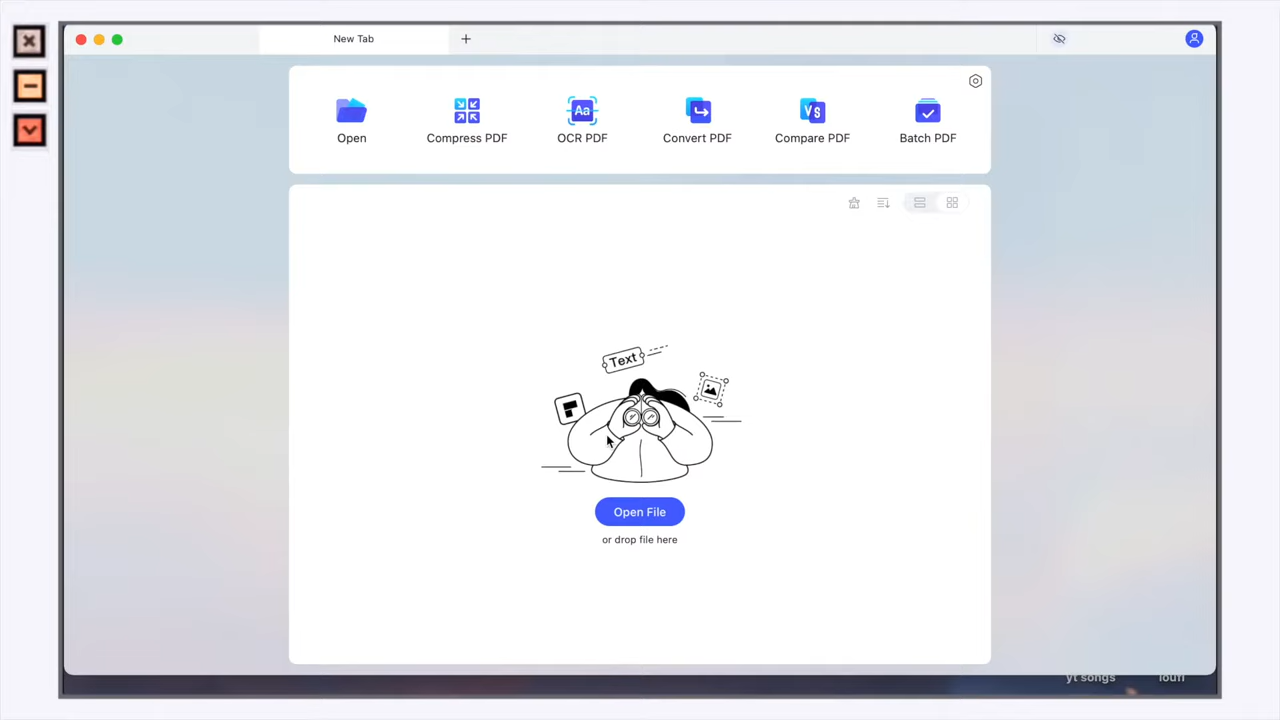 New Tab
Open
Compress PDF
Aa
OCR PDF
Convert PDF
Vs
Compare PDF
Batch PDF
Text
Open File
or drop file here
yt songs
loufi